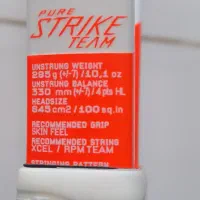 PURE
STRIKE
TEAM
UNSTRUNG WEIGHT
285 g (+/-7) / 10,1 oz
UNSTRUNG BALANCE
330 mm (+/-7) / 4 pts HL
HEADSIZE
645 cm2 / 100 sq.in
RECOMMENDED GRIP
SKIN FEEL
RECOMMENDED STRING
XCEL / RPM TEAM
STRINGING PATTERN